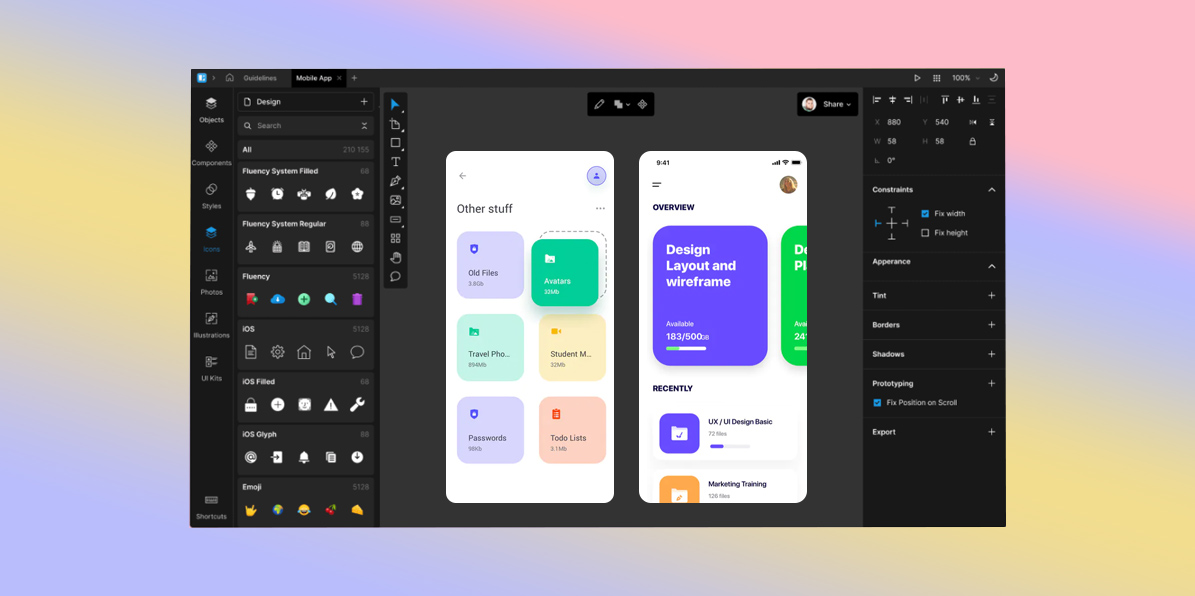 Guidelines
Mobile App
100%
Objects
Components
Styles
Icons
Photos
Illustrations
UI Kits
Shortcuts
Design
Search
All 210 155
Fluency System Filled 68
Fluency System Regular 88
Fluency 5128
iOS 5128
iOS Filled 68
iOS Glyph 88
Emoji 5128
T
Share
Other stuff
Old Files
3.8Gb
Avatars
32Mb
Travel Pho...
894Mb
Student M...
32Mb
Passwords
98Kb
Todo Lists
3.1Mb
9:41
OVERVIEW
Design
Layout and
wireframe
Available
183/500GB
De
Pl
Avai
241
RECENTLY
UX / UI Design Basic
72 files
Marketing Training
126 files
X 880 Y 540
W 58 H 58
0°
Constraints
Fix width
Fix height
Apperance
Tint
Borders
Shadows
Prototyping
Fix Position on Scroll
Export